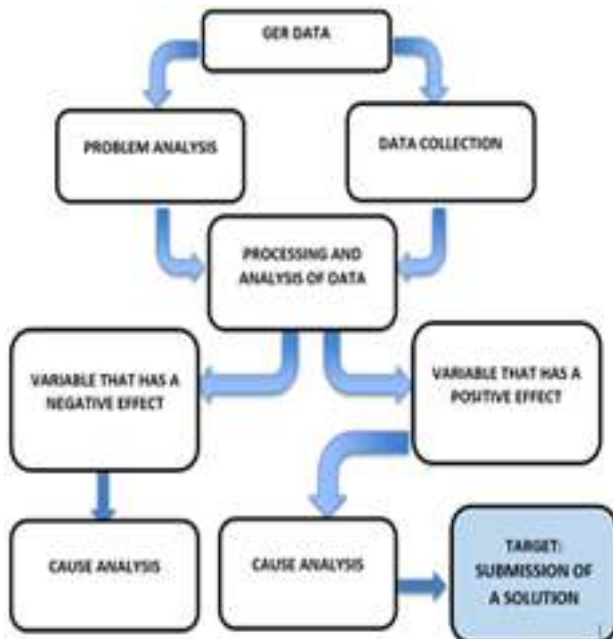 GER DATA
PROBLEM ANALYSIS
DATA COLLECTION
PROCESSING AND
ANALYSIS OF DATA
VARIABLE THAT HAS A
NEGATIVE EFFECT
VARIABLE THAT HAS A
POSITIVE EFFECT
CAUSE ANALYSIS
CAUSE ANALYSIS
TARGET:
SUBMISSION OF
A SOLUTION